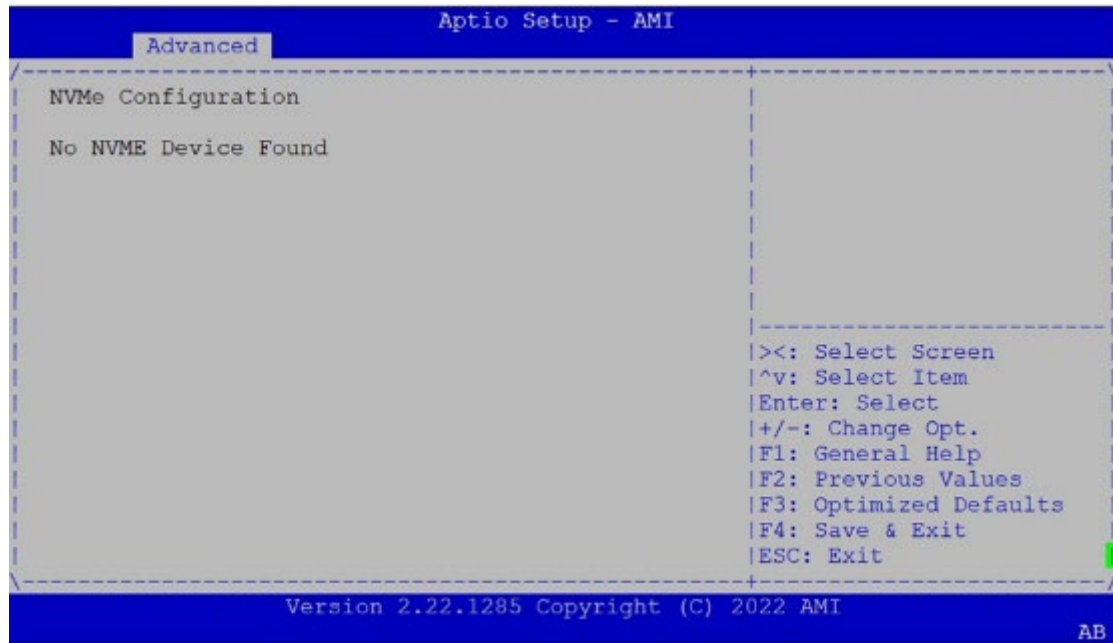 Aptio Setup - AMI
Advanced
NVMe Configuration
No NVME Device Found
><: Select Screen
^v: Select Item
Enter: Select
+/-: Change Opt.
F1: General Help
F2: Previous Values
F3: Optimized Defaults
F4: Save & Exit
ESC: Exit
Version 2.22.1285 Copyright (C) 2022 AMI
AB